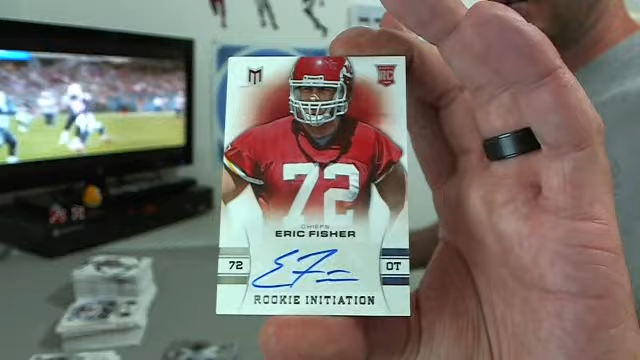 M
RC
72
CHIEFS
ERIC FISHER
72
OT
ROOKIE INITIATION